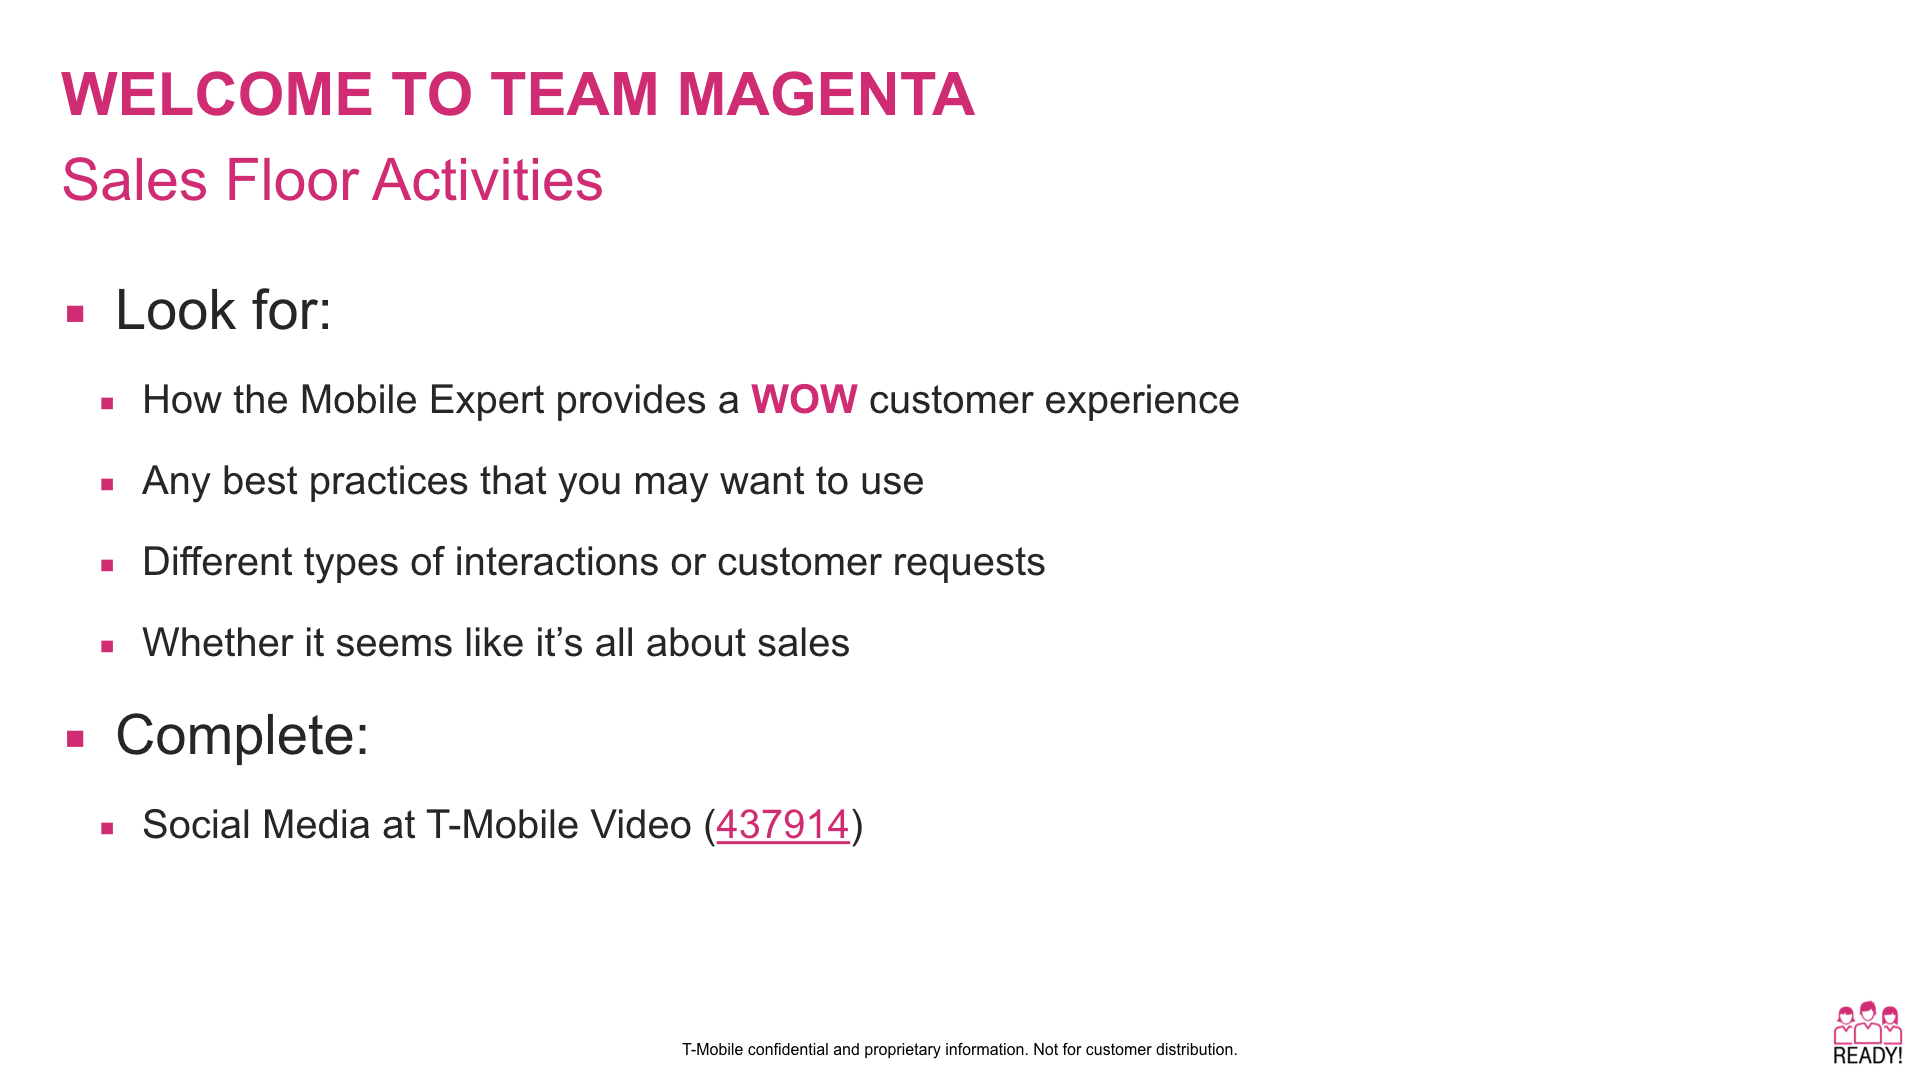 WELCOME TO TEAM MAGENTA
Sales Floor Activities
Look for:
How the Mobile Expert provides a WOW customer experience
Any best practices that you may want to use
Different types of interactions or customer requests
Whether it seems like it’s all about sales
Complete:
Social Media at T-Mobile Video (437914)
T-Mobile confidential and proprietary information. Not for customer distribution.
READY!